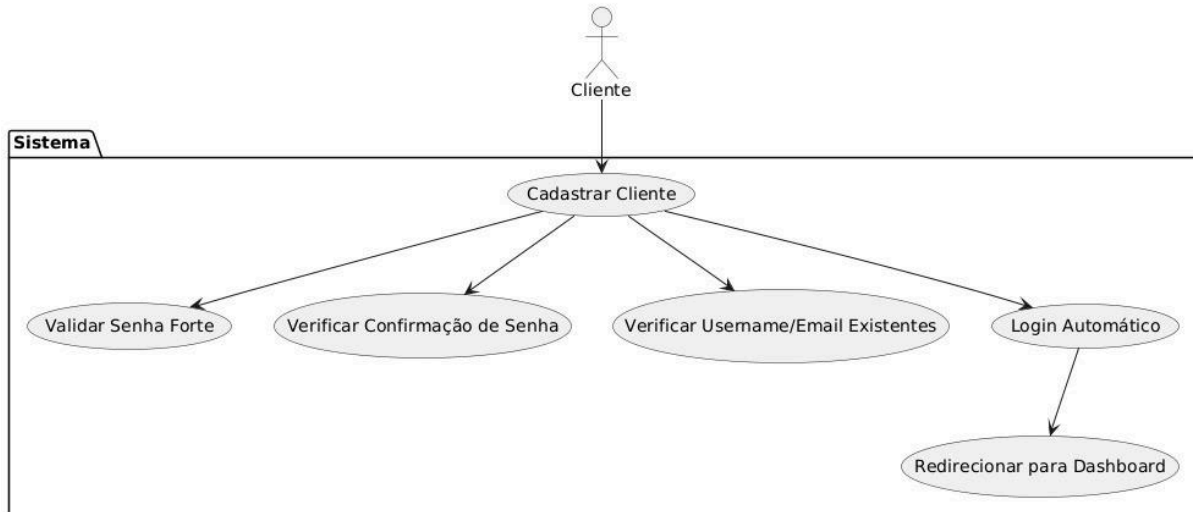 Cliente
Sistema
Cadastrar Cliente
Validar Senha Forte
Verificar Confirmação de Senha
Verificar Username/Email Existentes
Login Automático
Redirecionar para Dashboard